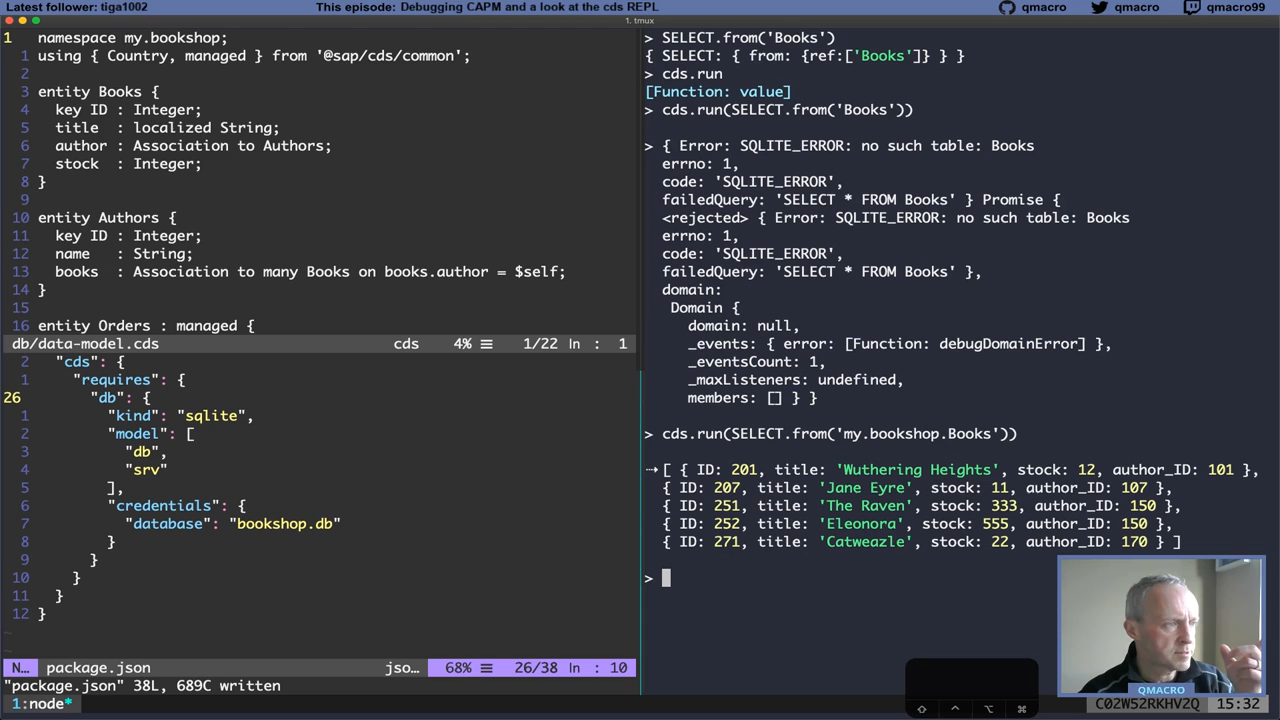 Latest follower: tiga1002
This episode: Debugging CAPM and a look at the cds REPL
qmacro
qmacro
qmacro99
1. tmux
1 namespace my.bookshop;
1 using { Country, managed } from '@sap/cds/common';
2
3 entity Books {
4 key ID : Integer;
5 title : localized String;
6 author : Association to Authors;
7 stock : Integer;
8 }
9
10 entity Authors {
11 key ID : Integer;
12 name : String;
13 books : Association to many Books on books.author = $self;
14 }
15
16 entity Orders : managed {
db/data-model.cds cds 4% ☰ 1/22 ln : 1
2 "cds": {
1 "requires": {
26 "db": {
1 "kind": "sqlite",
2 "model": [
3 "db",
4 "srv"
5 ],
6 "credentials": {
7 "database": "bookshop.db"
8 }
9 }
10 }
11 }
12 }
~
~
N… package.json jso… 68% ☰ 26/38 ln : 10
"package.json" 38L, 689C written
1:node*
> SELECT.from('Books')
{ SELECT: { from: {ref:['Books']} } }
> cds.run
[Function: value]
> cds.run(SELECT.from('Books'))
> { Error: SQLITE_ERROR: no such table: Books
errno: 1,
code: 'SQLITE_ERROR',
failedQuery: 'SELECT * FROM Books' } Promise {
<rejected> { Error: SQLITE_ERROR: no such table: Books
errno: 1,
code: 'SQLITE_ERROR',
failedQuery: 'SELECT * FROM Books' },
domain:
Domain {
domain: null,
_events: { error: [Function: debugDomainError] },
_eventsCount: 1,
_maxListeners: undefined,
members: [] } }
> cds.run(SELECT.from('my.bookshop.Books'))
⇢ [ { ID: 201, title: 'Wuthering Heights', stock: 12, author_ID: 101 },
{ ID: 207, title: 'Jane Eyre', stock: 11, author_ID: 107 },
{ ID: 251, title: 'The Raven', stock: 333, author_ID: 150 },
{ ID: 252, title: 'Eleonora', stock: 555, author_ID: 150 },
{ ID: 271, title: 'Catweazle', stock: 22, author_ID: 170 } ]
>
QMACRO
⇧ ⌃ ⌥ ⌘
C02W52RKHV2Q 15:32